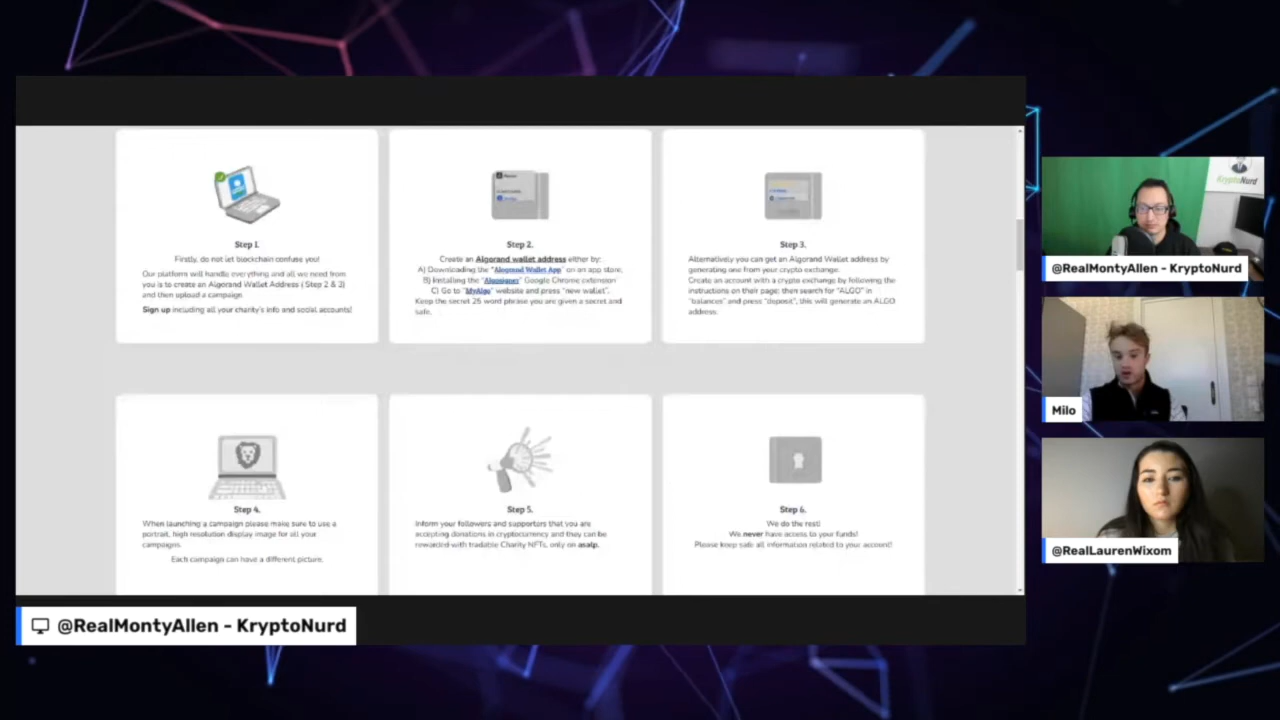 Step 1.
Firstly, do not let blockchain confuse you!
Our platform will handle everything and all we need from
you is to create an Algorand Wallet Address ( Step 2 & 3)
and then upload a campaign.
Sign up including all your charity's info and social accounts!
Step 2.
Create an Algorand wallet address either by:
A) Downloading the "Algorand Wallet App" on an app store,
B) Installing the "Algosigner" Google Chrome extension
C) Go to "MyAlgo" website and press "new wallet".
Keep the secret 25 word phrase you are given a secret and
safe.
Step 3.
Alternatively you can get an Algorand Wallet address by
generating one from your crypto exchange.
Create an account with a crypto exchange by following the
instructions on their page; then search for "ALGO" in
"balances" and press "deposit", this will generate an ALGO
address.
Step 4.
When launching a campaign please make sure to use a
portrait, high resolution display image for all your
campaigns.
Each campaign can have a different picture.
Step 5.
Inform your followers and supporters that you are
accepting donations in cryptocurrency and they can be
rewarded with tradable Charity NFTs, only on asalp.
Step 6.
We do the rest!
We never have access to your funds!
Please keep safe all information related to your account!
KryptoNurd
@RealMontyAllen - KryptoNurd
Milo
@RealLaurenWixom
@RealMontyAllen - KryptoNurd